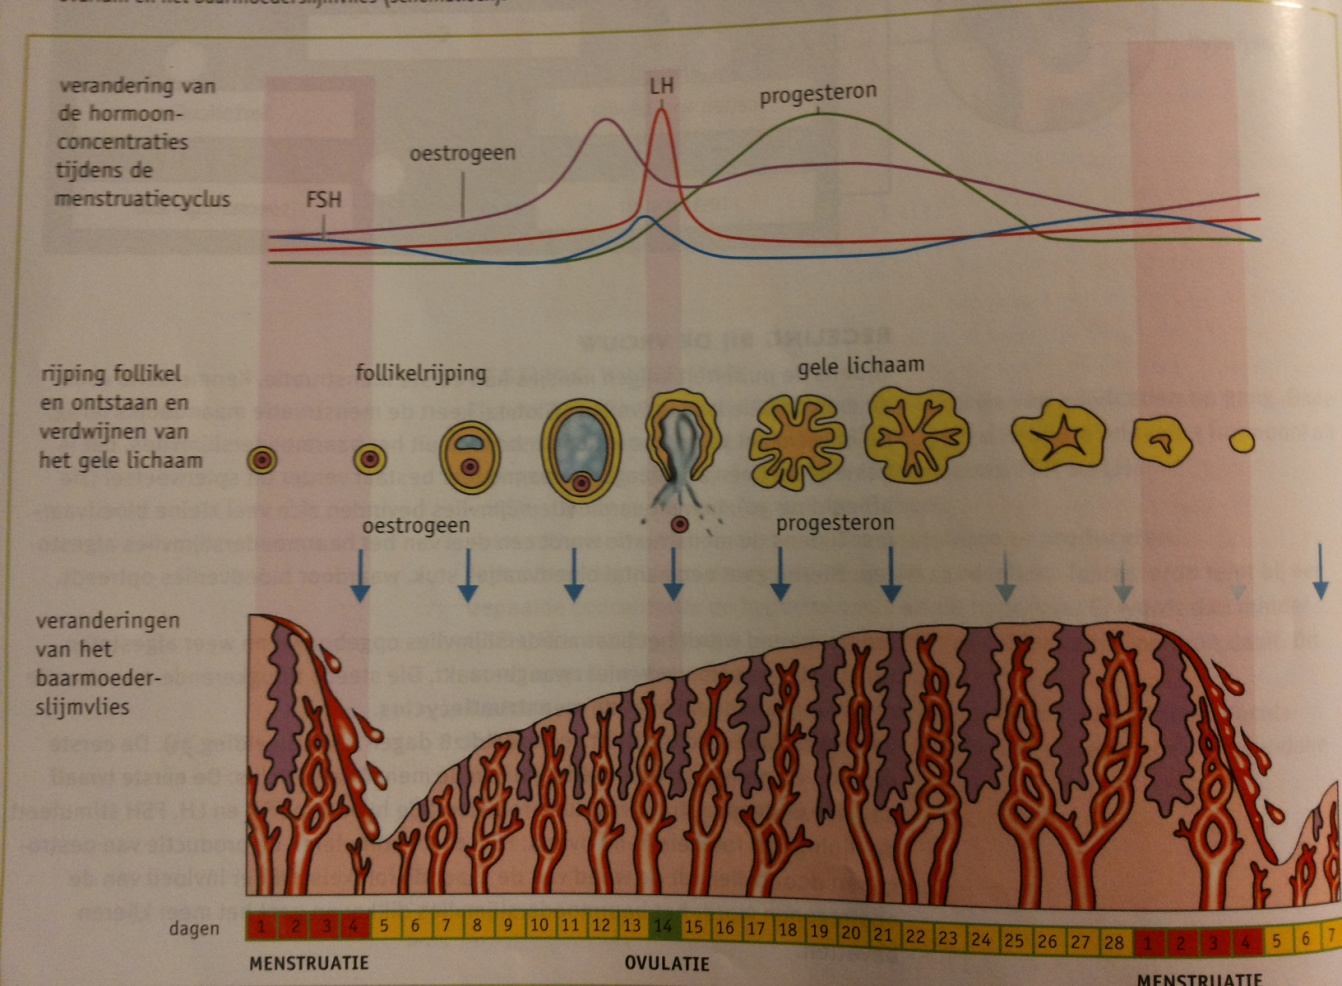 verandering van
de hormoon-
concentraties
tijdens de
menstruatiecyclus
FSH
oestrogeen
LH
progesteron
rijping follikel
en ontstaan en
verdwijnen van
het gele lichaam
follikelrijping
gele lichaam
oestrogeen
progesteron
veranderingen
van het
baarmoeder-
slijmvlies
dagen
1 2 3 4 5 6 7 8 9 10 11 12 13 14 15 16 17 18 19 20 21 22 23 24 25 26 27 28 1 2 3 4 5 6 7
MENSTRUATIE
OVULATIE
MENSTRUATIE